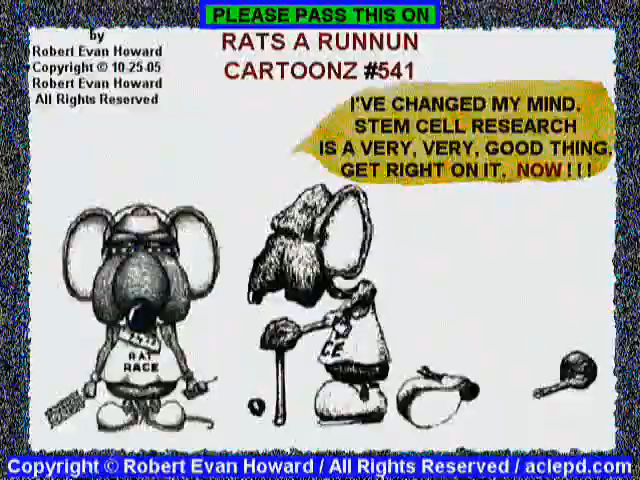 PLEASE PASS THIS ON
by
Robert Evan Howard
Copyright © 10-25-05
Robert Evan Howard
All Rights Reserved
RATS A RUNNUN
CARTOONZ #541
I'VE CHANGED MY MIND.
STEM CELL RESEARCH
IS A VERY, VERY, GOOD THING.
GET RIGHT ON IT, NOW ! ! !
RAT
RACE
CE
Copyright © Robert Evan Howard / All Rights Reserved / aclepd.com/